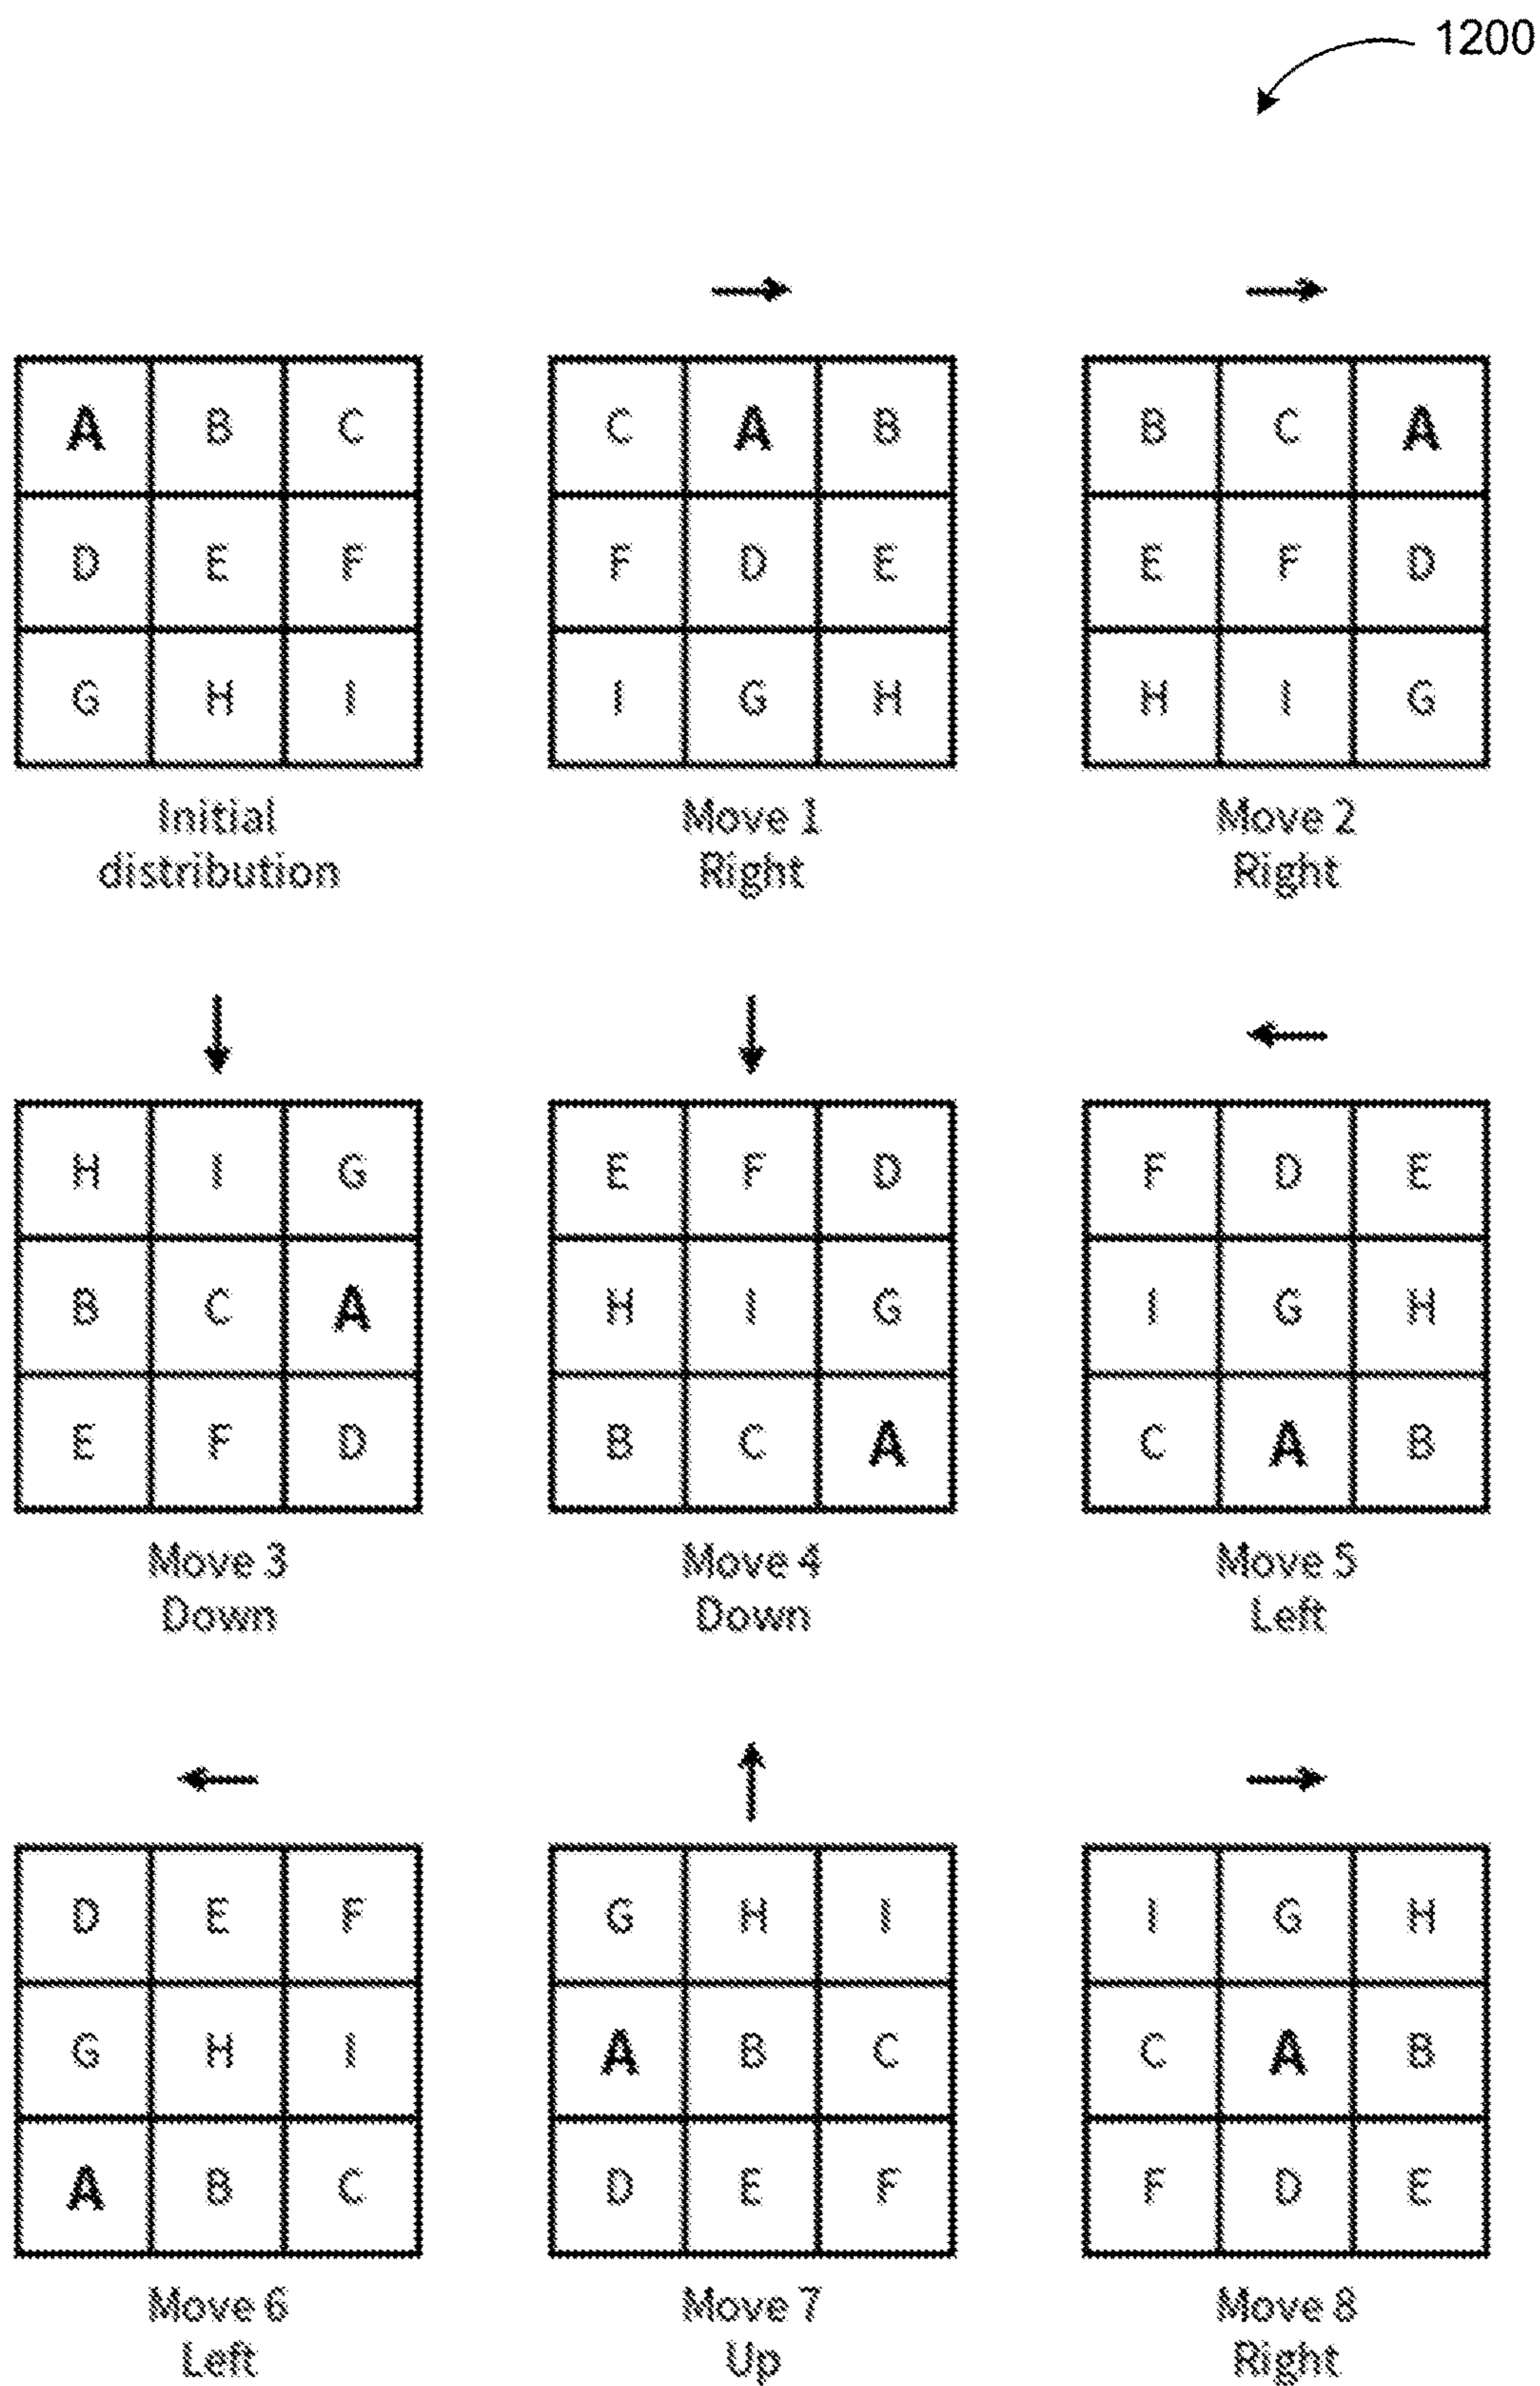 1200
A B C C A B B C A
D E F F D E E F D
G H I I G H H I G
Initial Move 1 Move 2
distribution Right Right
H I G E F D F D E
B C A H I G I G H
E F D B C A C A B
Move 3 Move 4 Move 5
Down Down Left
D E F G H I I G H
G H I A B C C A B
A B C D E F F D E
Move 6 Move 7 Move 8
Left Up Right